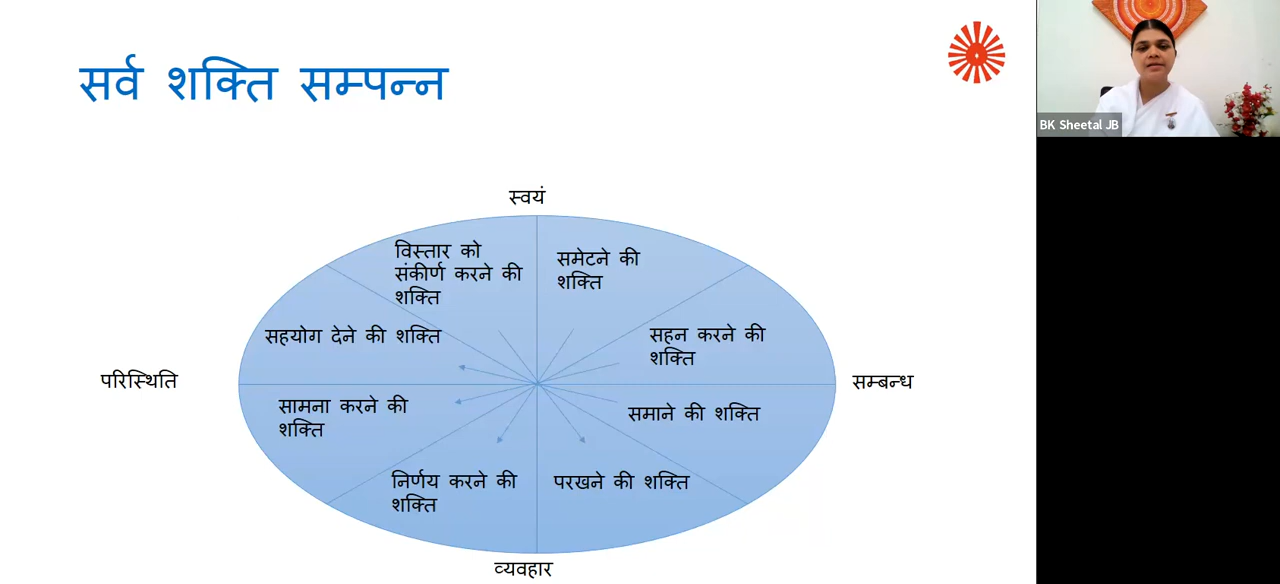 सर्व शक्ति सम्पन्न
BK Sheetal JB
स्वयं
विस्तार को
संकीर्ण करने की
शक्ति
समेटने की
शक्ति
सहयोग देने की शक्ति
सहन करने की
शक्ति
परिस्थिति
सम्बन्ध
सामना करने की
शक्ति
समाने की शक्ति
निर्णय करने की
शक्ति
परखने की शक्ति
व्यवहार